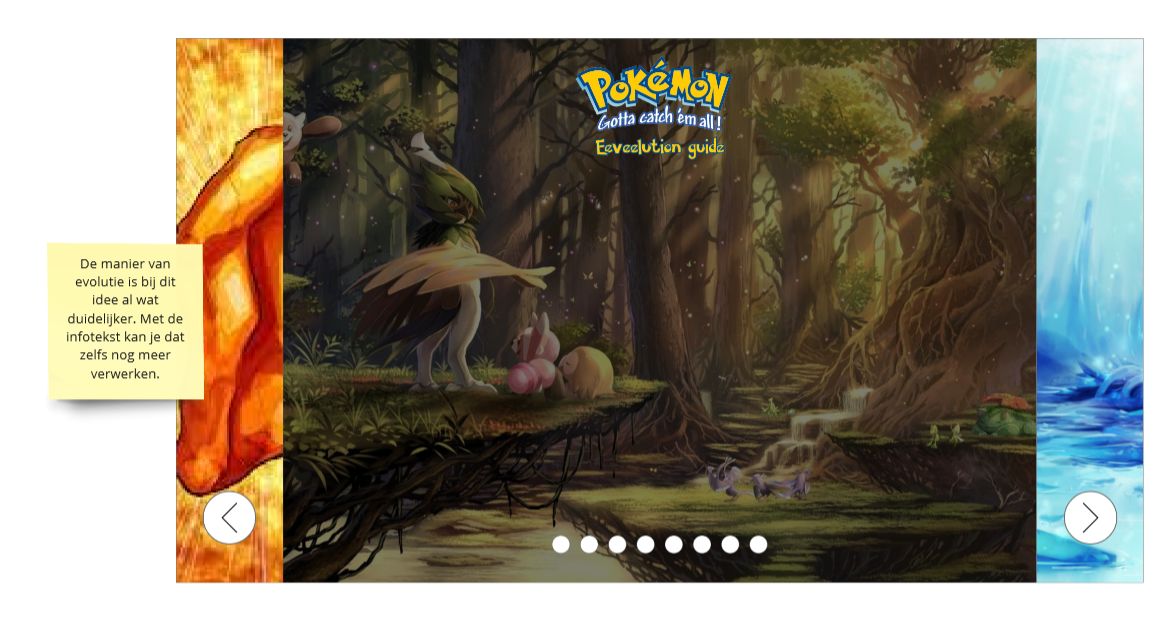 POKéMON
Gotta catch 'em all!
Eeveelution guide
De manier van
evolutie is bij dit
idee al wat
duidelijker. Met de
infotekst kan je dat
zelfs nog meer
verwerken.